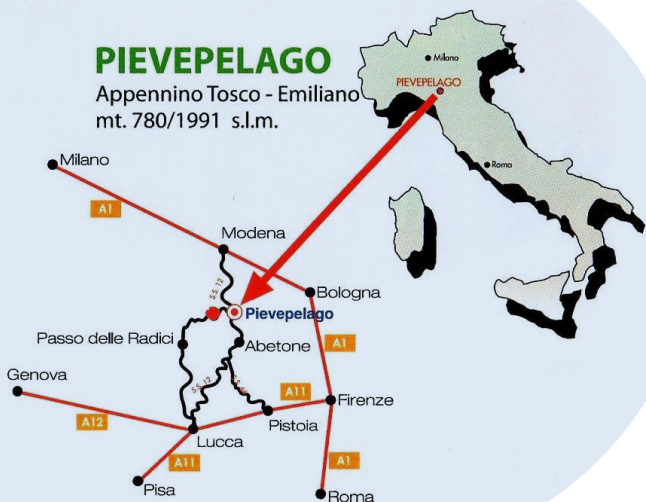 PIEVEPELAGO
Appennino Tosco - Emiliano
mt. 780/1991 s.l.m.
Milano
PIEVEPELAGO
Roma
Milano
A1
Modena
S.S. 12
Bologna
Pievepelago
Passo delle Radici
Abetone
A1
Genova
S.S. 12
A11
Firenze
A12
Pistoia
Lucca
A11
A1
Pisa
Roma